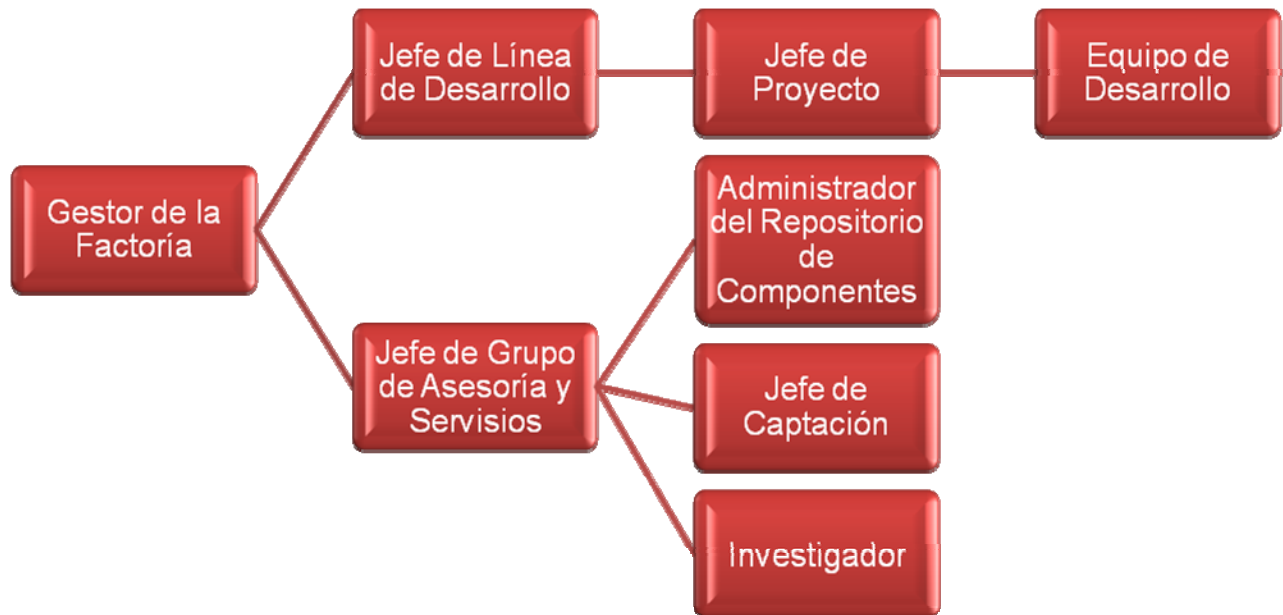 Jefe de Línea
de Desarrollo
Jefe de
Proyecto
Equipo de
Desarrollo
Gestor de la
Factoría
Administrador
del Repositorio
de
Componentes
Jefe de Grupo
de Asesoría y
Servisios
Jefe de
Captación
Investigador